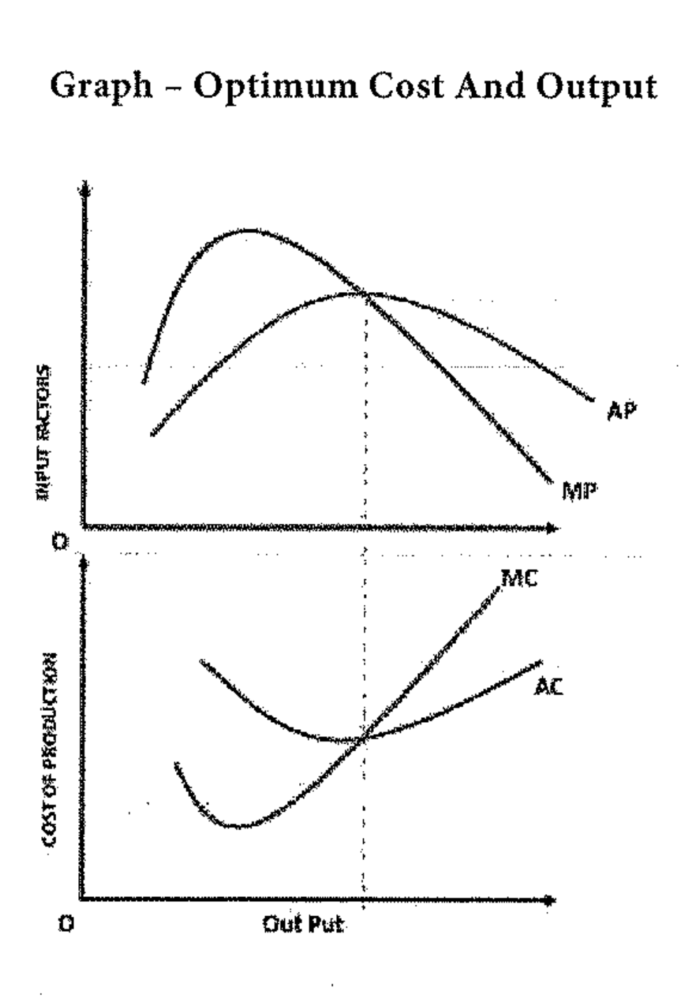 Graph – Optimum Cost And Output
INPUT FACTORS
AP
MP
O
MC
AC
COST OF PRODUCTION
O
Out Put